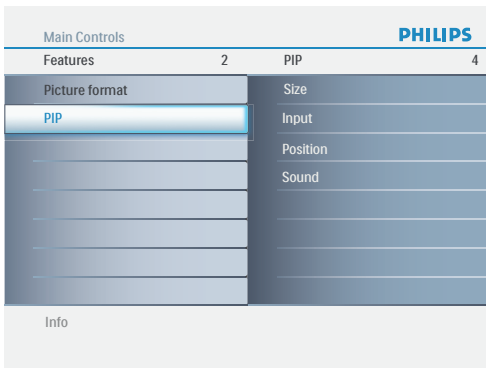 Main Controls
PHILIPS
Features 2 PIP 4
Picture format Size
PIP Input
Position
Sound
Info